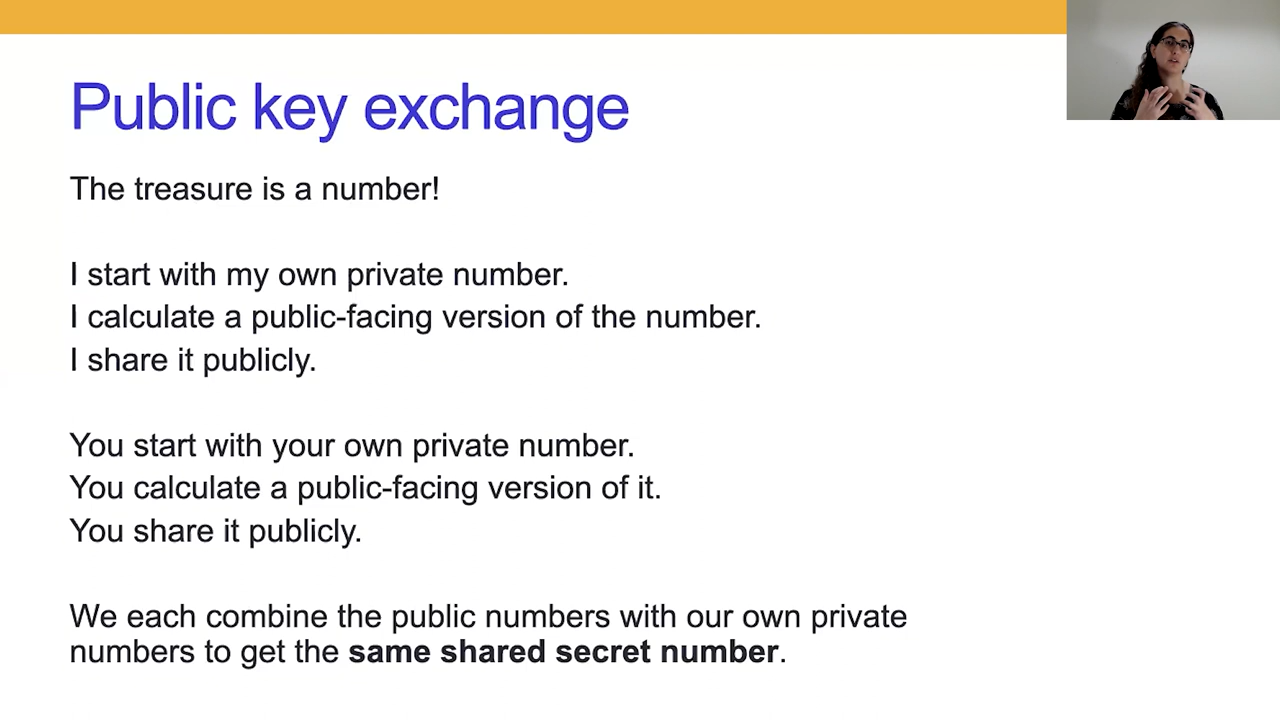 Public key exchange
The treasure is a number!
I start with my own private number.
I calculate a public-facing version of the number.
I share it publicly.
You start with your own private number.
You calculate a public-facing version of it.
You share it publicly.
We each combine the public numbers with our own private
numbers to get the same shared secret number.